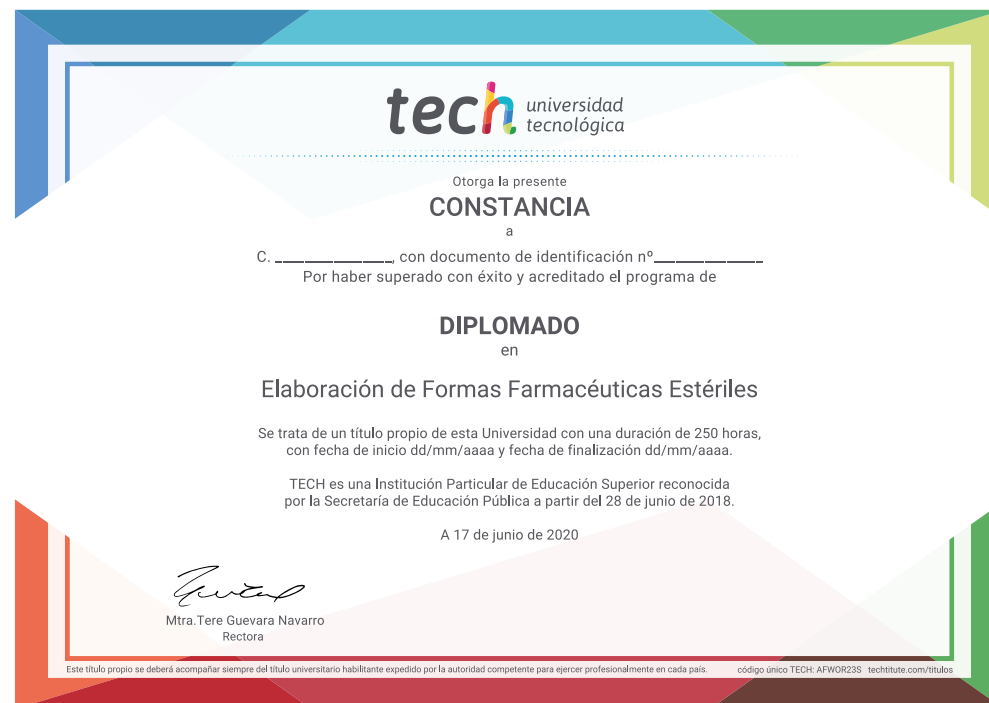 tech universidad
tecnológica
Otorga la presente
CONSTANCIA
a
C. ________________, con documento de identificación nº_______________
Por haber superado con éxito y acreditado el programa de
DIPLOMADO
en
Elaboración de Formas Farmacéuticas Estériles
Se trata de un título propio de esta Universidad con una duración de 250 horas,
con fecha de inicio dd/mm/aaaa y fecha de finalización dd/mm/aaaa.
TECH es una Institución Particular de Educación Superior reconocida
por la Secretaría de Educación Pública a partir del 28 de junio de 2018.
A 17 de junio de 2020
Mtra.Tere Guevara Navarro
Rectora
Este título propio se deberá acompañar siempre del título universitario habilitante expedido por la autoridad competente para ejercer profesionalmente en cada país. código único TECH: AFWOR23S techtitute.com/titulos